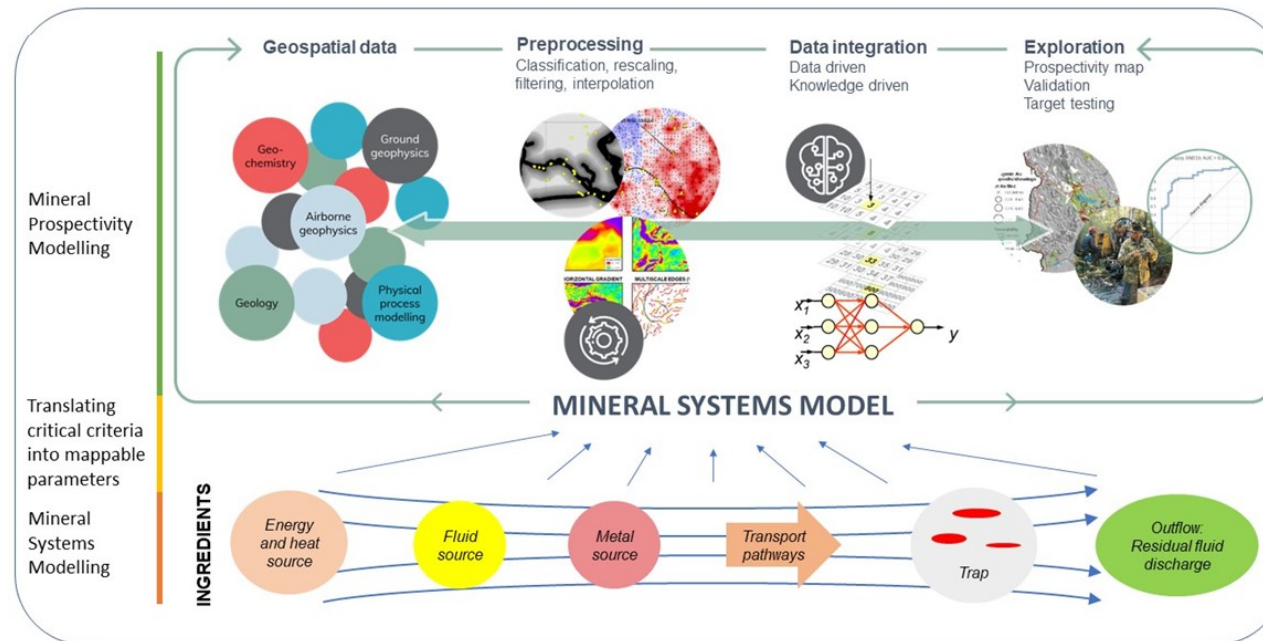 Geospatial data
Preprocessing
Classification, rescaling,
filtering, interpolation
Data integration
Data driven
Knowledge driven
Exploration
Prospectivity map
Validation
Target testing
Mineral
Prospectivity
Modelling
Geo-
chemistry
Ground
geophysics
Airborne
geophysics
Geology
Physical
process
modelling
HORIZONTAL GRADIENT
MULTISCALE EDGES
3
33
x1
x2
x3
y
MINERAL SYSTEMS MODEL
Translating
critical criteria
into mappable
parameters
Mineral
Systems
Modelling
INGREDIENTS
Energy
and heat
source
Fluid
source
Metal
source
Transport
pathways
Trap
Outflow:
Residual fluid
discharge